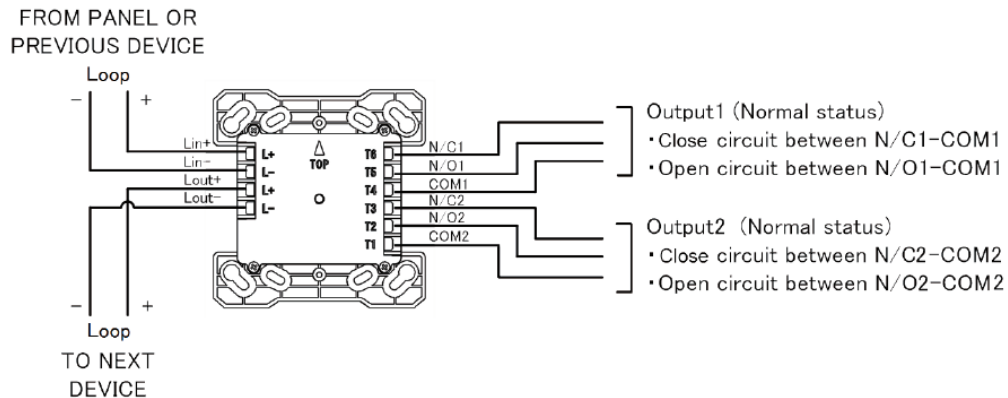 FROM PANEL OR
PREVIOUS DEVICE
Loop
- +
Lin+
Lin-
Lout+
Lout-
L+
L-
L+
L-
TOP
T6
T5
T4
T3
T2
T1
N/C1
N/O1
COM1
N/C2
N/O2
COM2
Output1 (Normal status)
・Close circuit between N/C1-COM1
・Open circuit between N/O1-COM1
Output2 (Normal status)
・Close circuit between N/C2-COM2
・Open circuit between N/O2-COM2
- +
Loop
TO NEXT
DEVICE